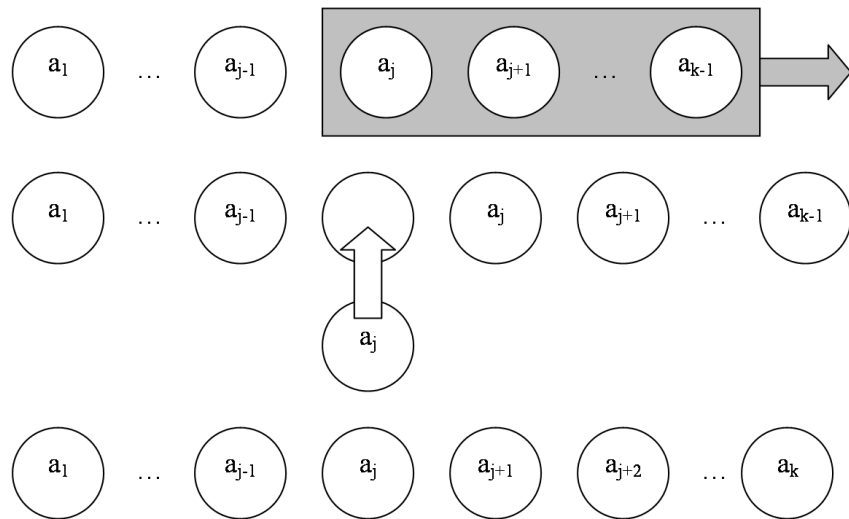 a₁ ... aⱼ₋₁ aⱼ aⱼ₊₁ ... aₖ₋₁
a₁ ... aⱼ₋₁ aⱼ aⱼ₊₁ ... aₖ₋₁
aⱼ
a₁ ... aⱼ₋₁ aⱼ aⱼ₊₁ aⱼ₊₂ ... aₖ